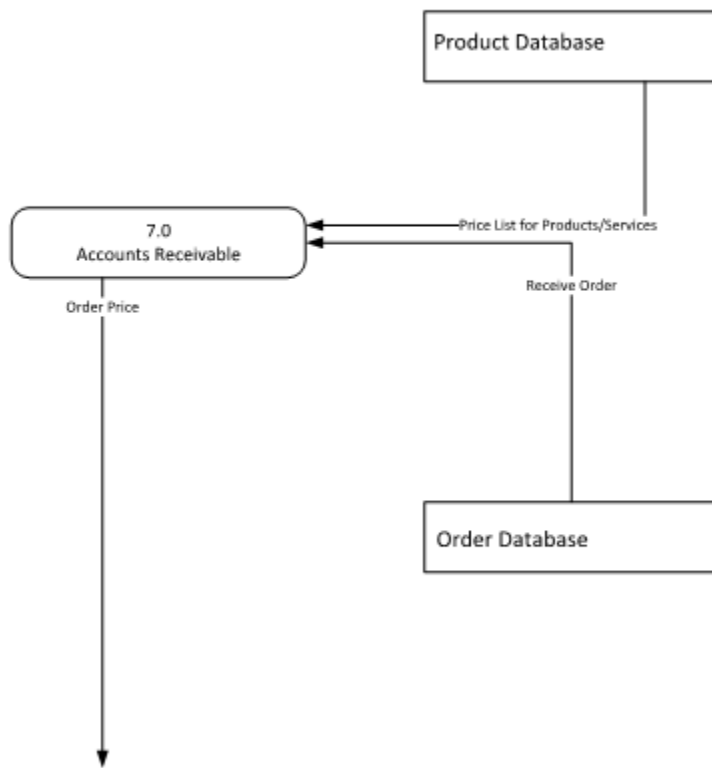 Product Database
7.0
Accounts Receivable
Price List for Products/Services
Receive Order
Order Price
Order Database